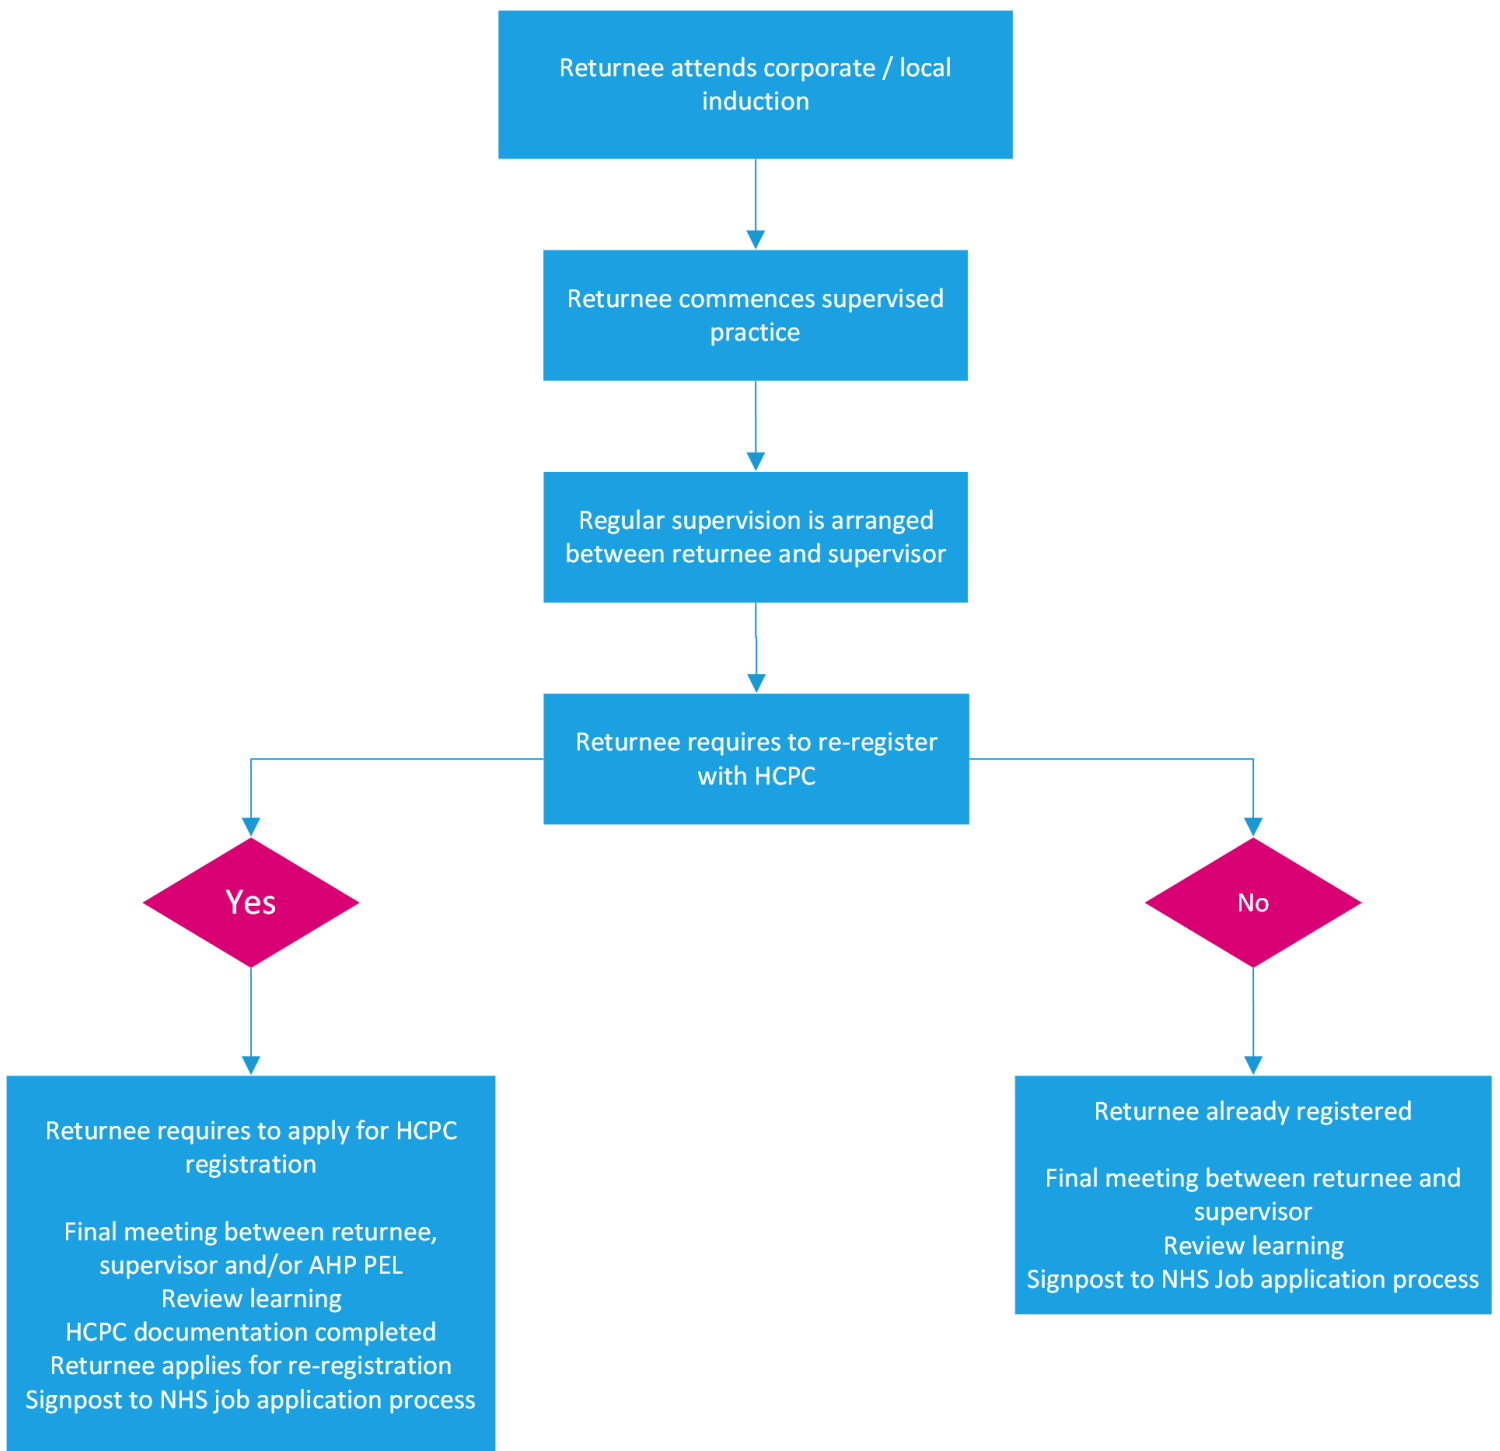 Returnee attends corporate / local
induction
Returnee commences supervised
practice
Regular supervision is arranged
between returnee and supervisor
Returnee requires to re-register
with HCPC
Yes
No
Returnee requires to apply for HCPC
registration
Final meeting between returnee,
supervisor and/or AHP PEL
Review learning
HCPC documentation completed
Returnee applies for re-registration
Signpost to NHS job application process
Returnee already registered
Final meeting between returnee and
supervisor
Review learning
Signpost to NHS Job application process